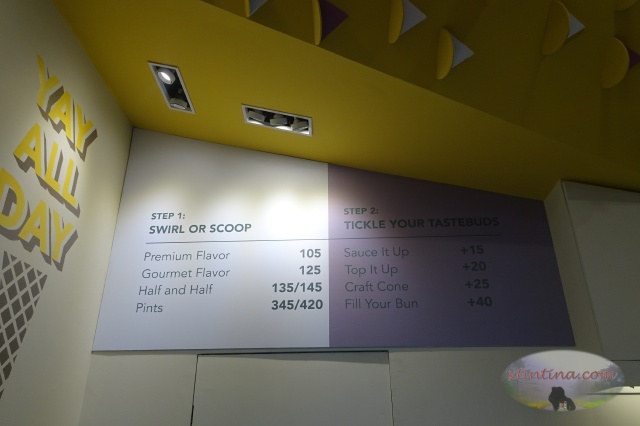 YAY
ALL
DAY
STEP 1:
SWIRL OR SCOOP
Premium Flavor 105
Gourmet Flavor 125
Half and Half 135/145
Pints 345/420
STEP 2:
TICKLE YOUR TASTEBUDS
Sauce It Up +15
Top It Up +20
Craft Cone +25
Fill Your Bun +40